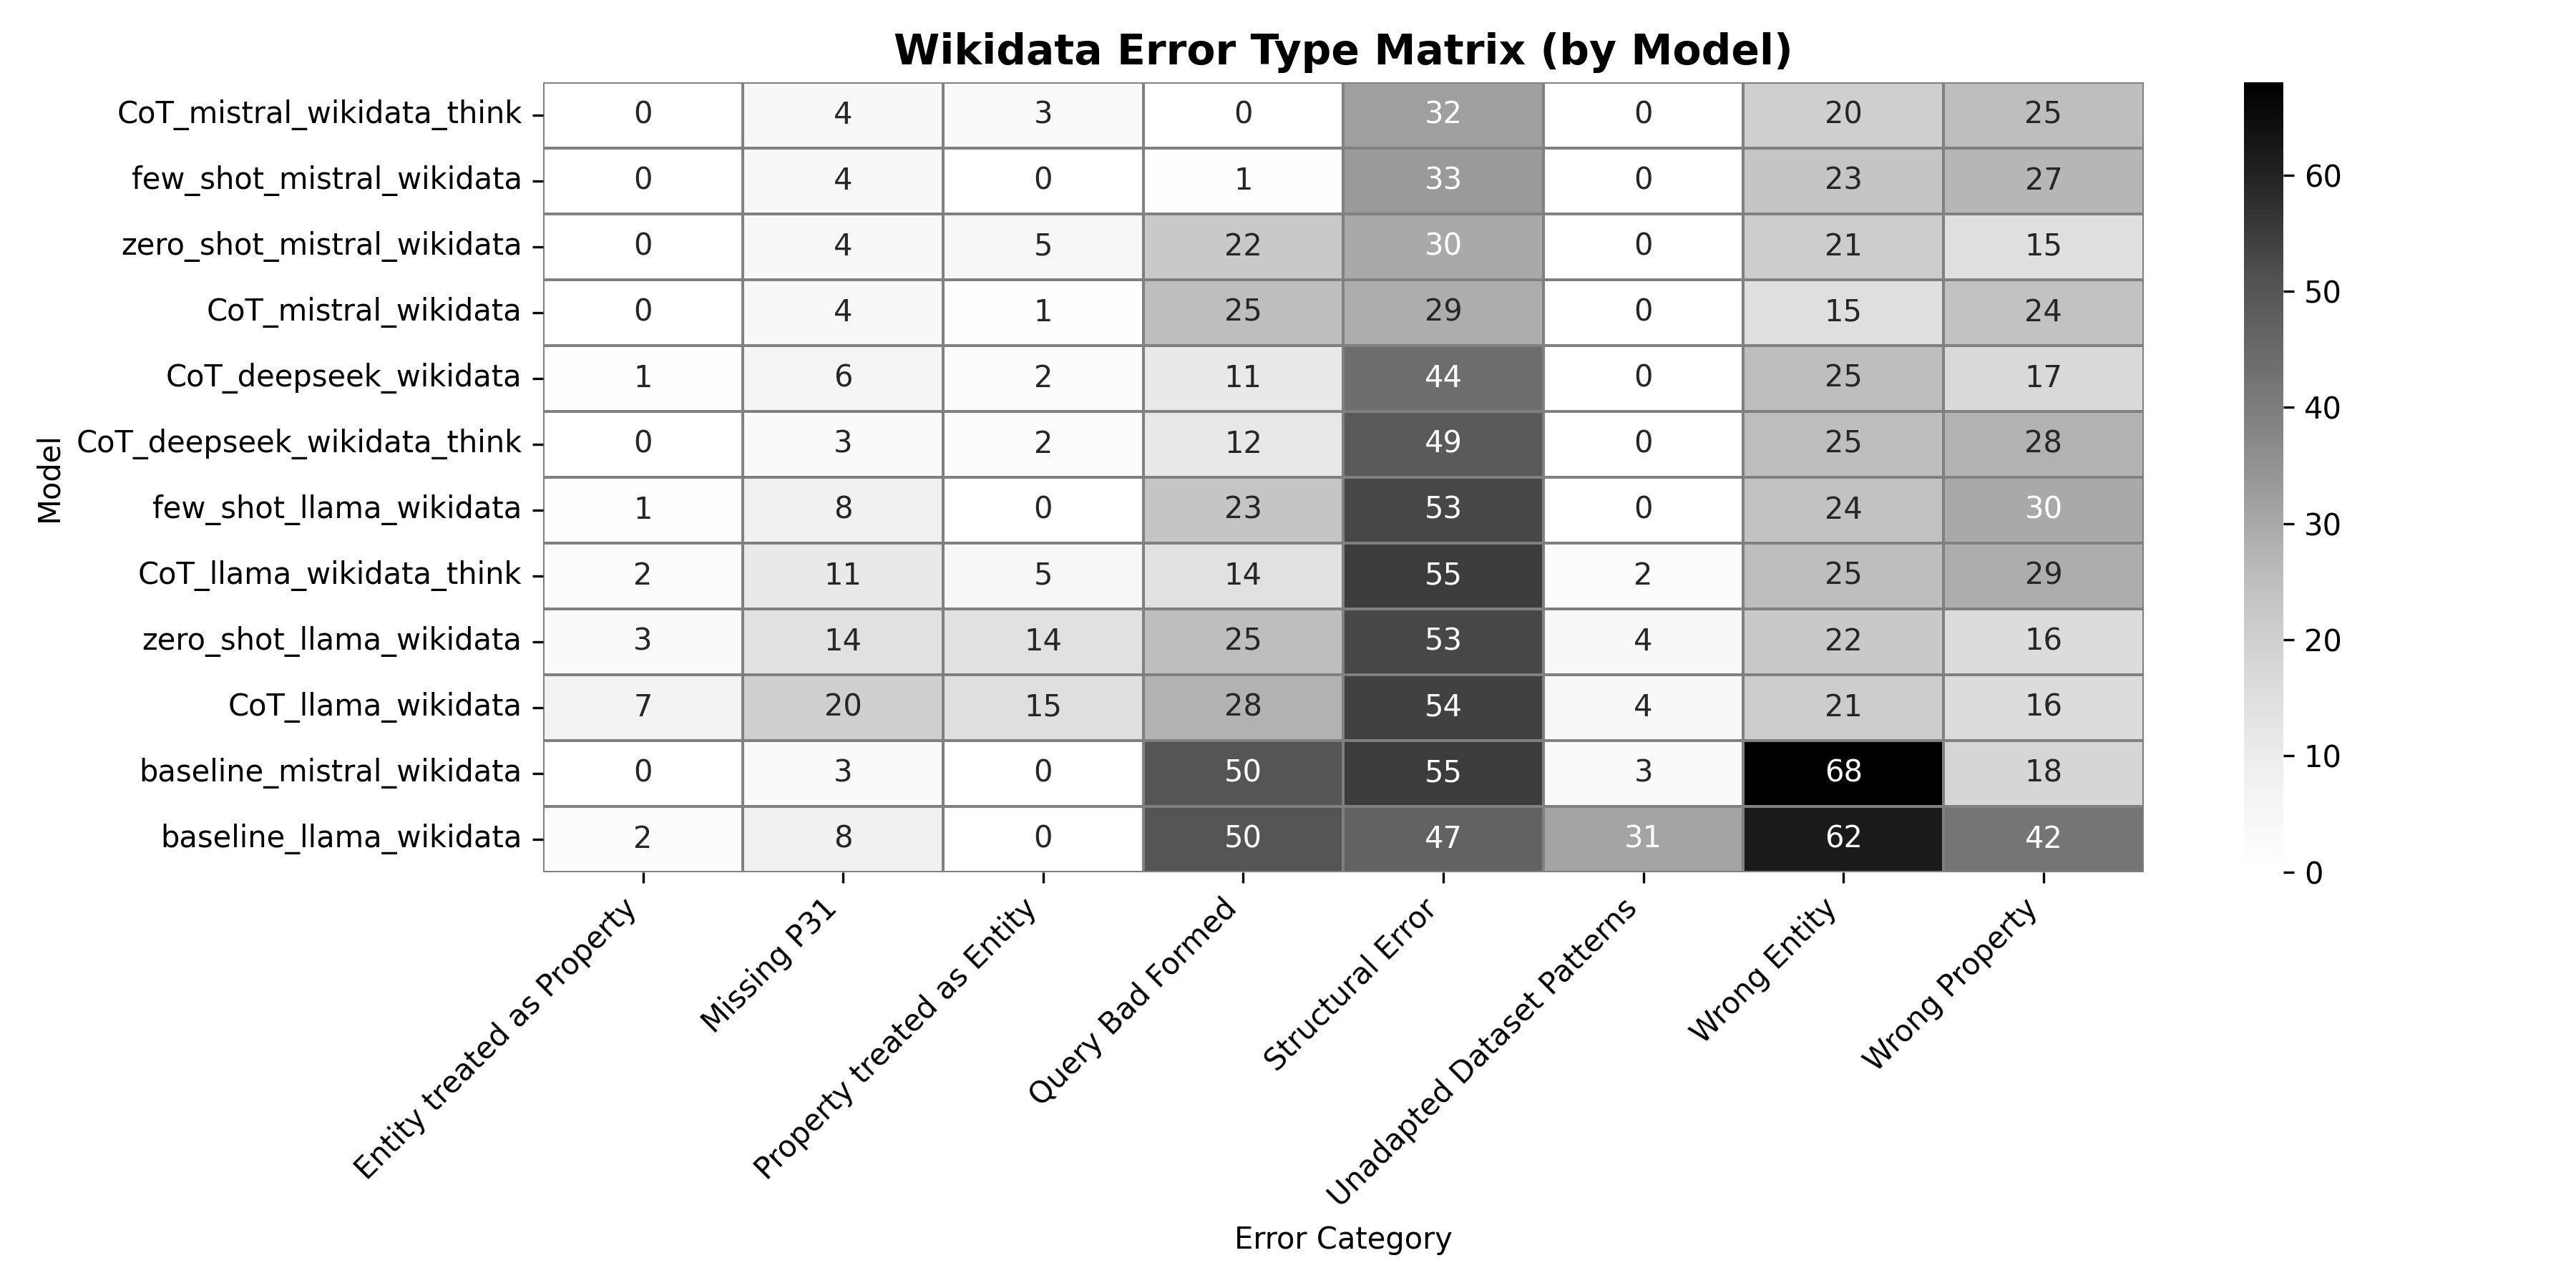 Wikidata Error Type Matrix (by Model)
CoT_mistral_wikidata_think 0 4 3 0 32 0 20 25
few_shot_mistral_wikidata 0 4 0 1 33 0 23 27
zero_shot_mistral_wikidata 0 4 5 22 30 0 21 15
CoT_mistral_wikidata 0 4 1 25 29 0 15 24
CoT_deepseek_wikidata 1 6 2 11 44 0 25 17
CoT_deepseek_wikidata_think 0 3 2 12 49 0 25 28
few_shot_llama_wikidata 1 8 0 23 53 0 24 30
CoT_llama_wikidata_think 2 11 5 14 55 2 25 29
zero_shot_llama_wikidata 3 14 14 25 53 4 22 16
CoT_llama_wikidata 7 20 15 28 54 4 21 16
baseline_mistral_wikidata 0 3 0 50 55 3 68 18
baseline_llama_wikidata 2 8 0 50 47 31 62 42
Model
Entity treated as Property
Missing P31
Property treated as Entity
Query Bad Formed
Structural Error
Unadapted Dataset Patterns
Wrong Entity
Wrong Property
Error Category
60
50
40
30
20
10
0